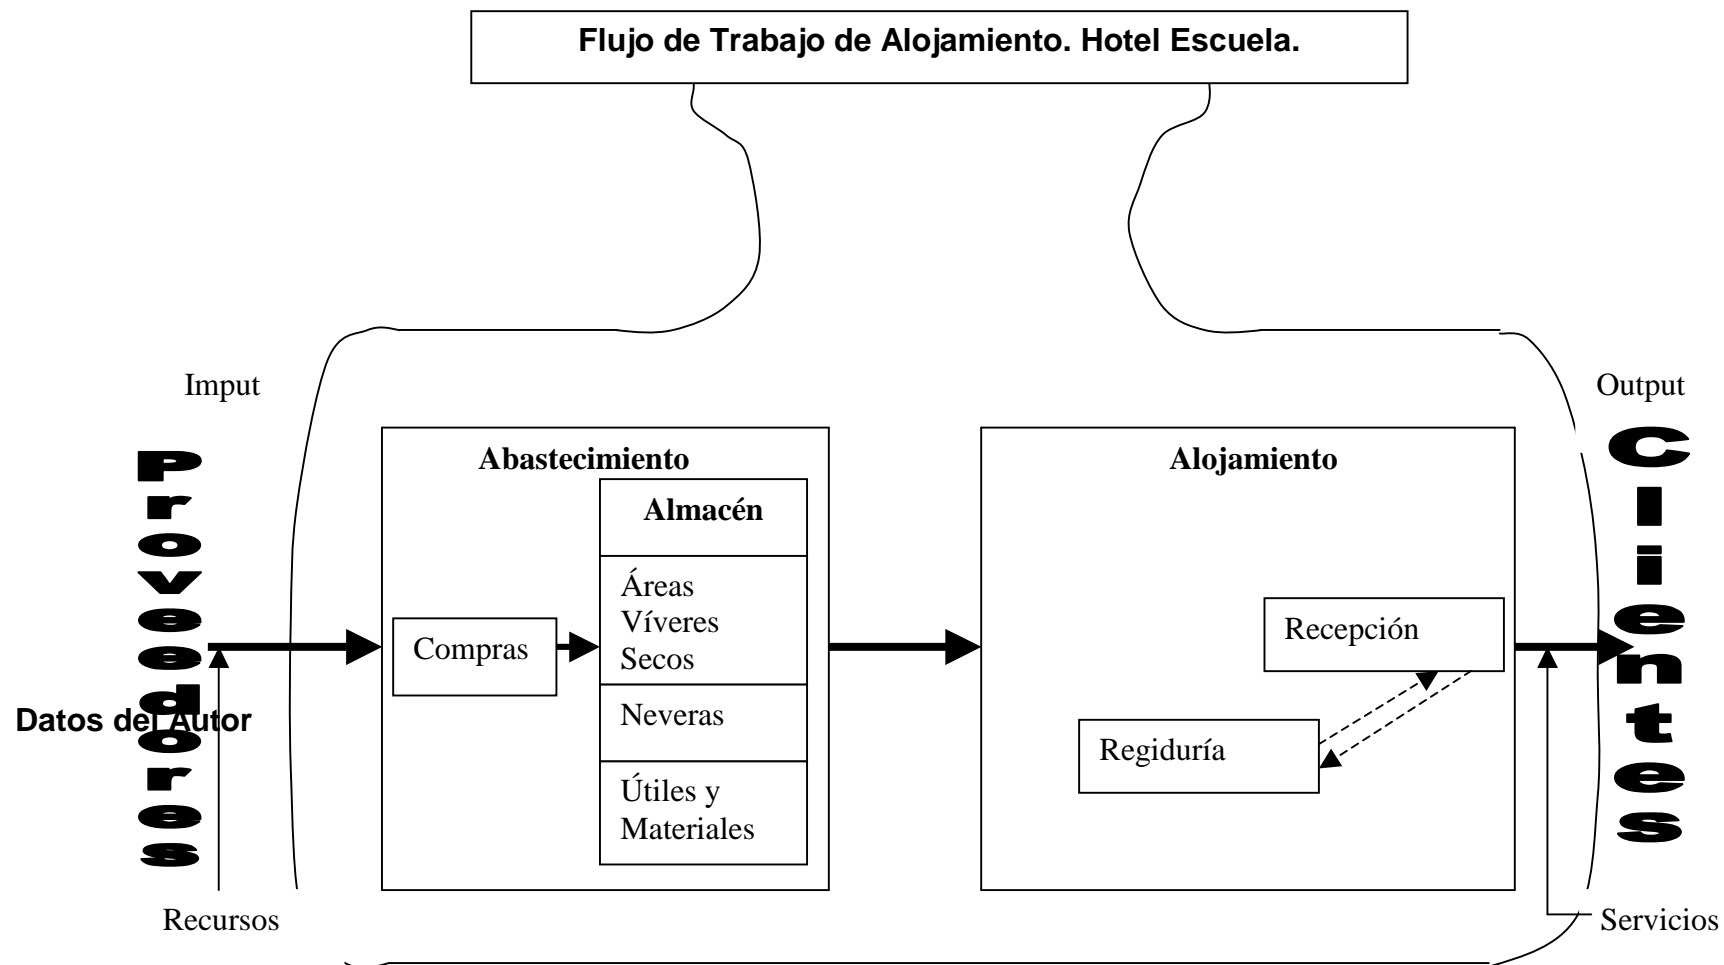 Flujo de Trabajo de Alojamiento. Hotel Escuela.
Imput
Output
Proveedores
Abastecimiento
Almacén
Áreas
Víveres
Secos
Neveras
Útiles y
Materiales
Compras
Alojamiento
Recepción
Regiduría
Clientes
Datos del Autor
Recursos
Servicios